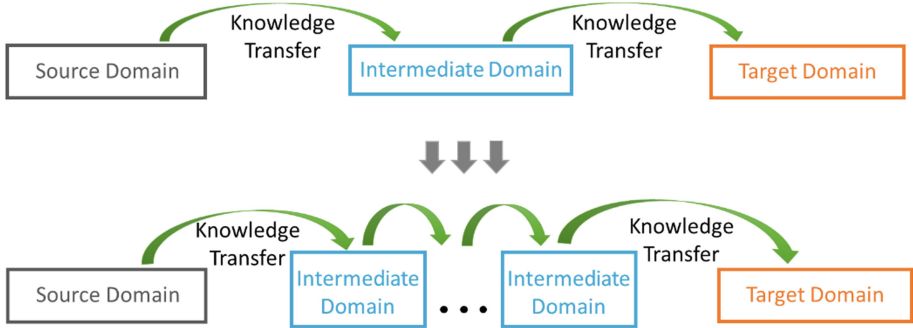 Knowledge
Transfer
Knowledge
Transfer
Source Domain
Intermediate Domain
Target Domain
Knowledge
Transfer
Knowledge
Transfer
Source Domain
Intermediate
Domain
...
Intermediate
Domain
Target Domain